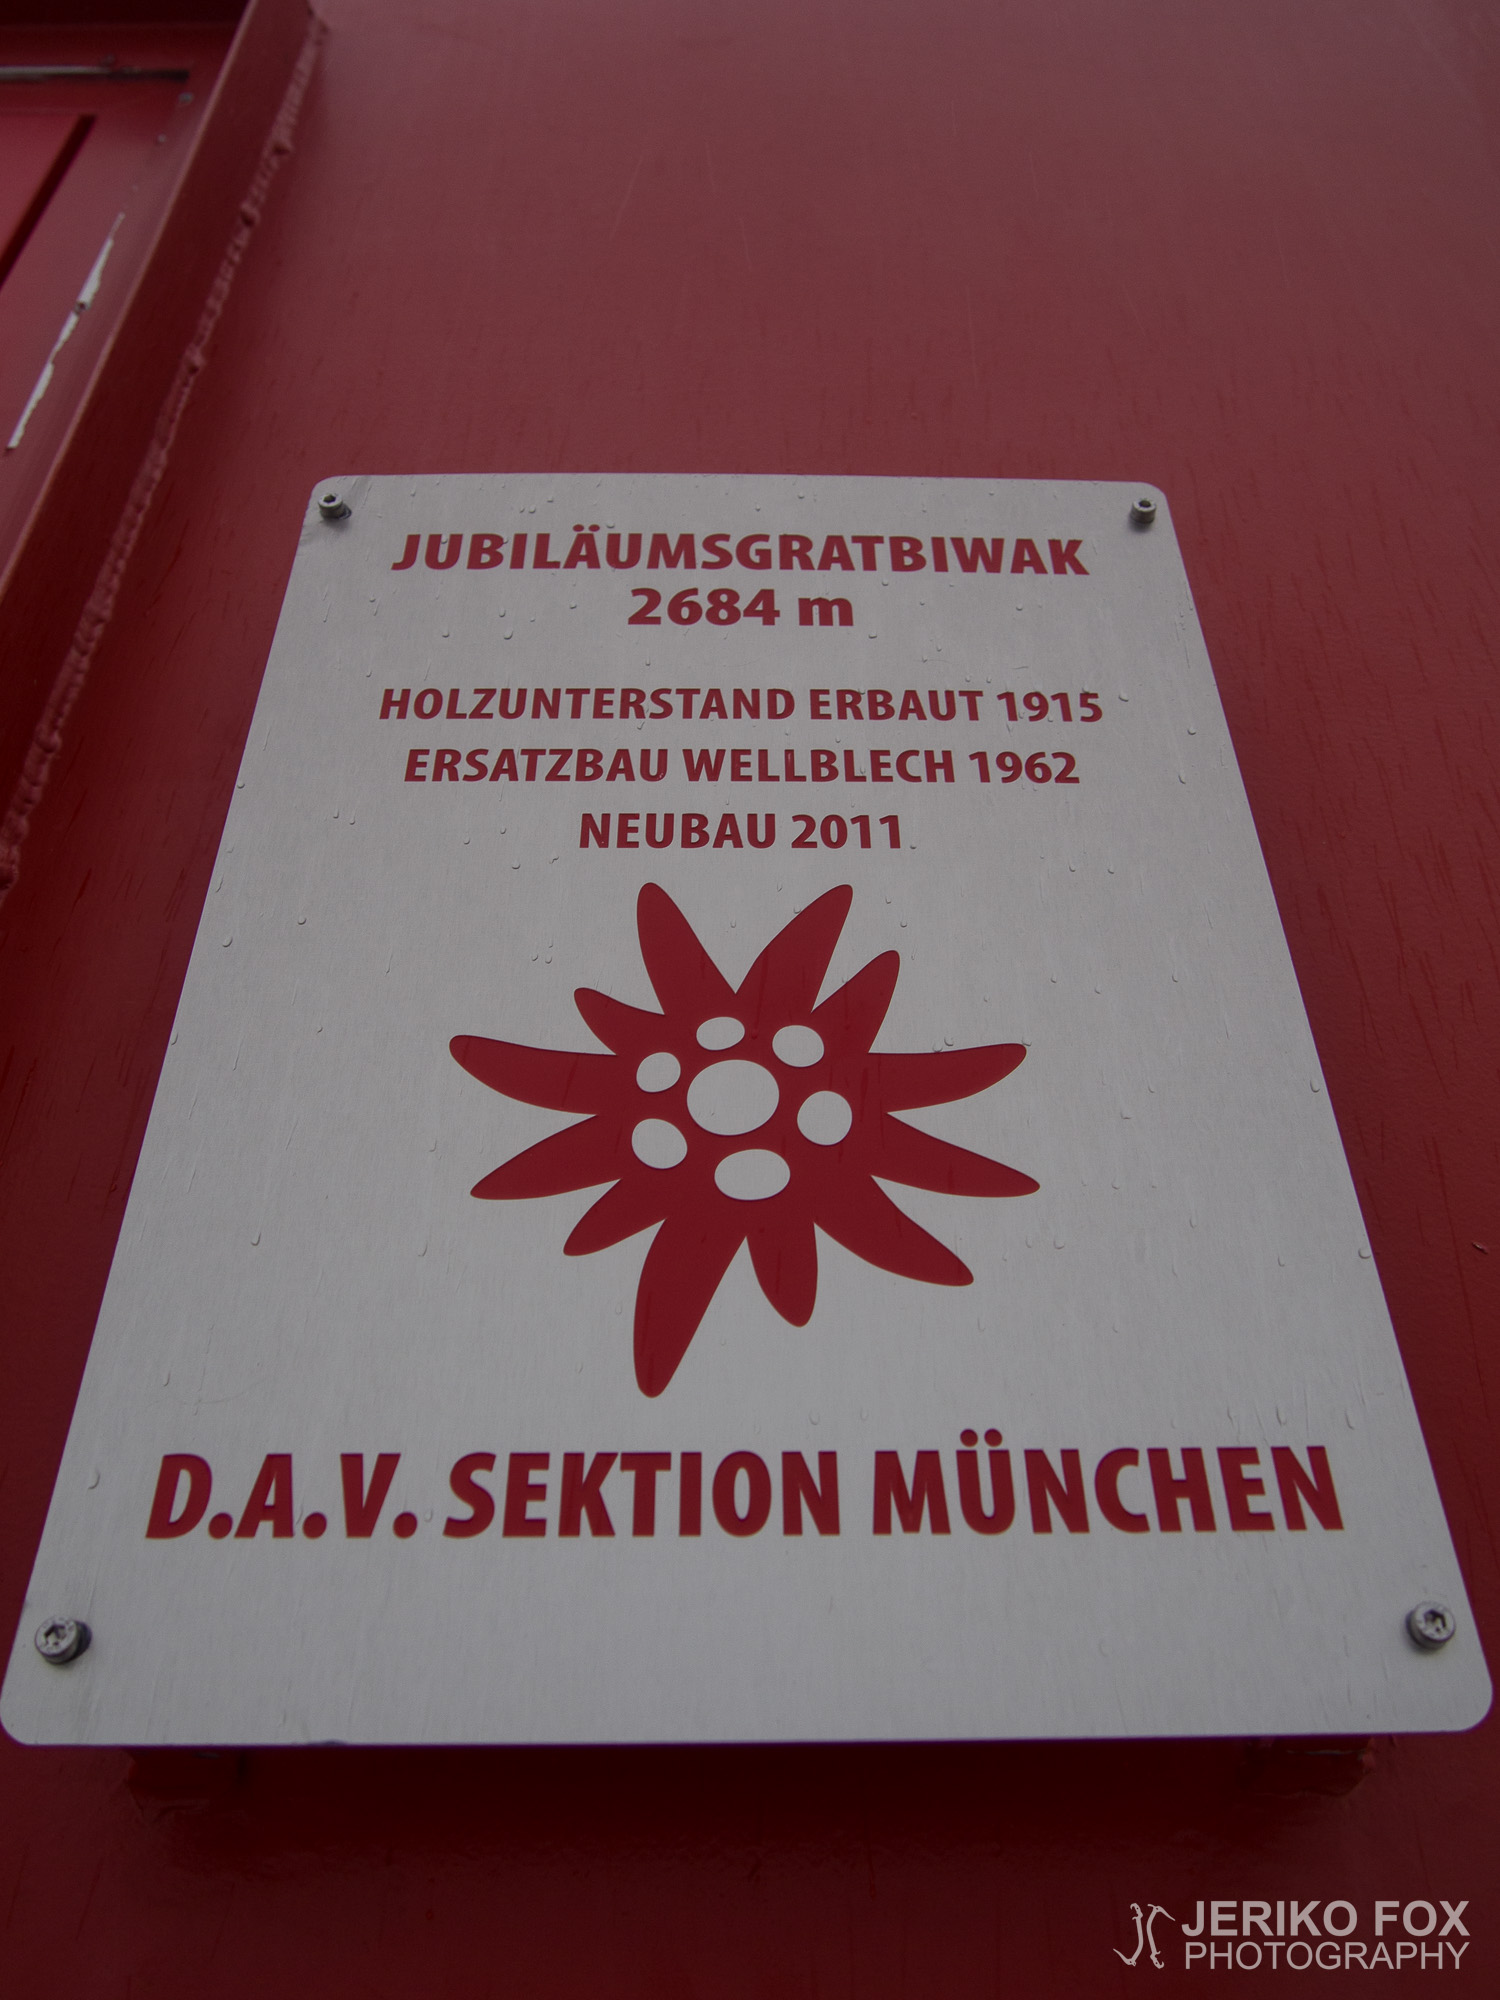 JUBILÄUMSGRATBIWAK
2684 m
HOLZUNTERSTAND ERBAUT 1915
ERSATZBAU WELLBLECH 1962
NEUBAU 2011
D.A.V. SEKTION MÜNCHEN
JERIKO FOX
PHOTOGRAPHY